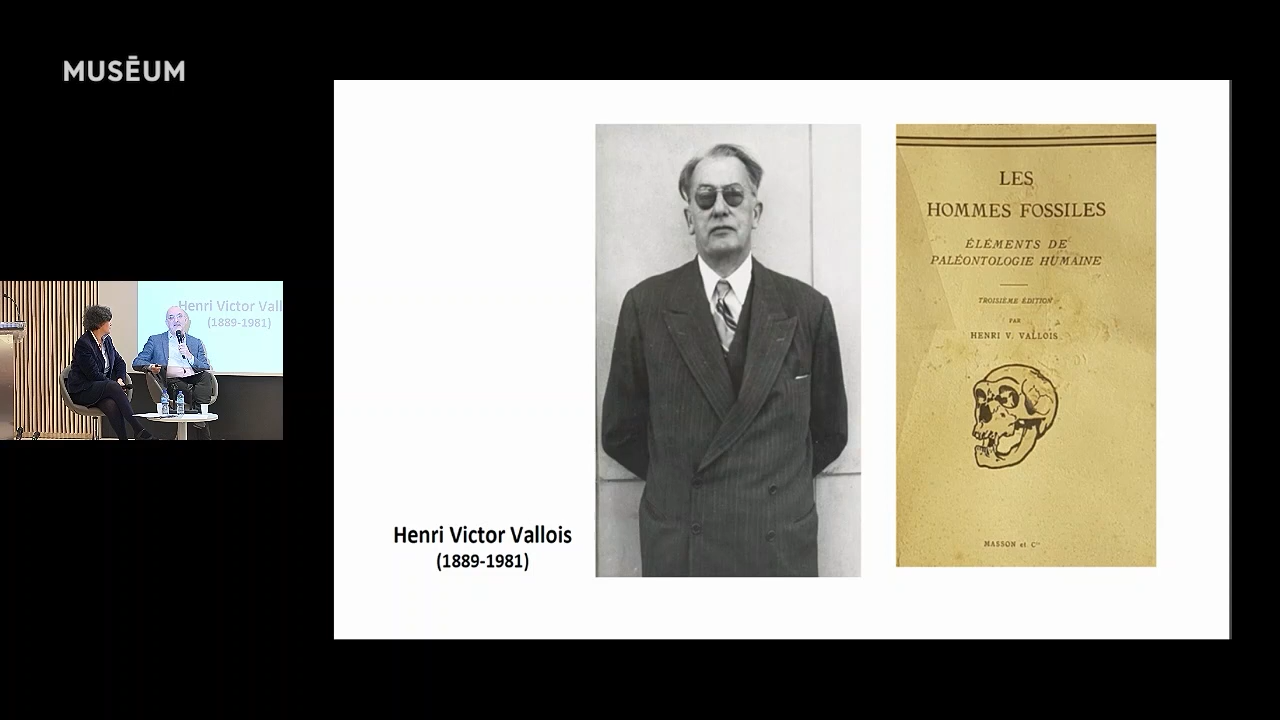 MUSĒUM
Henri Victor Vall
(1889-1981)
Henri Victor Vallois
(1889-1981)
LES
HOMMES FOSSILES
ÉLÉMENTS DE
PALÉONTOLOGIE HUMAINE
TROISIÈME ÉDITION
PAR
HENRI V. VALLOIS
MASSON et Cie